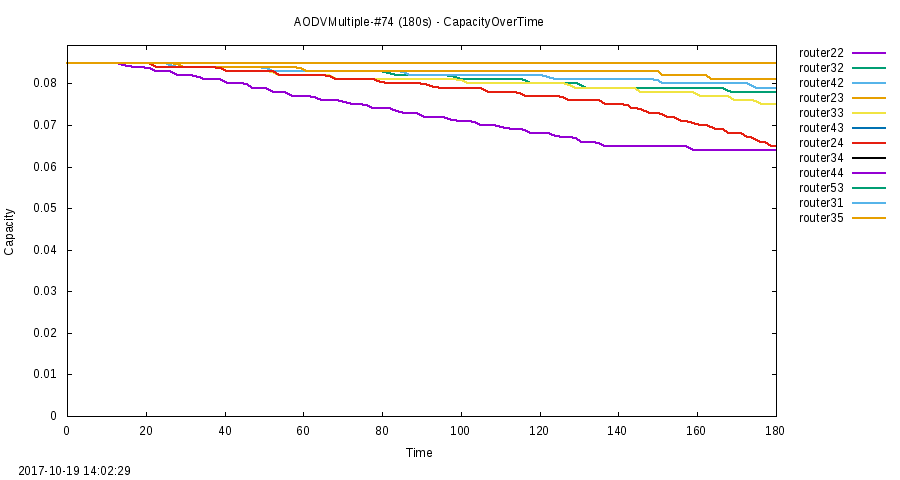 AODVMultiple-#74 (180s) - CapacityOverTime
router22
router32
router42
router23
router33
router43
router24
router34
router44
router53
router31
router35
0.08
0.07
0.06
0.05
0.04
0.03
0.02
0.01
0
Capacity
0 20 40 60 80 100 120 140 160 180
Time
2017-10-19 14:02:29